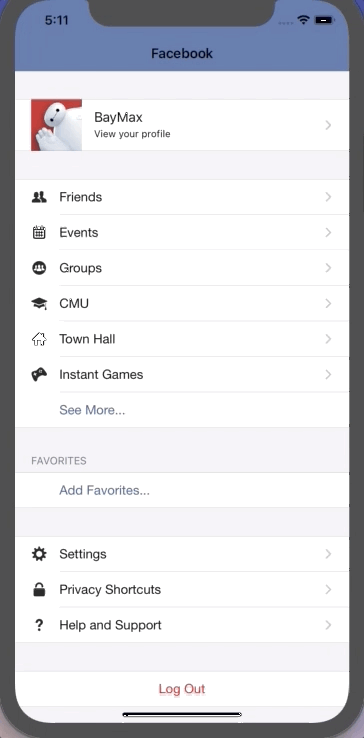 5:11
Facebook
BayMax
View your profile
Friends
Events
Groups
CMU
Town Hall
Instant Games
See More...
FAVORITES
Add Favorites...
Settings
Privacy Shortcuts
? Help and Support
Log Out